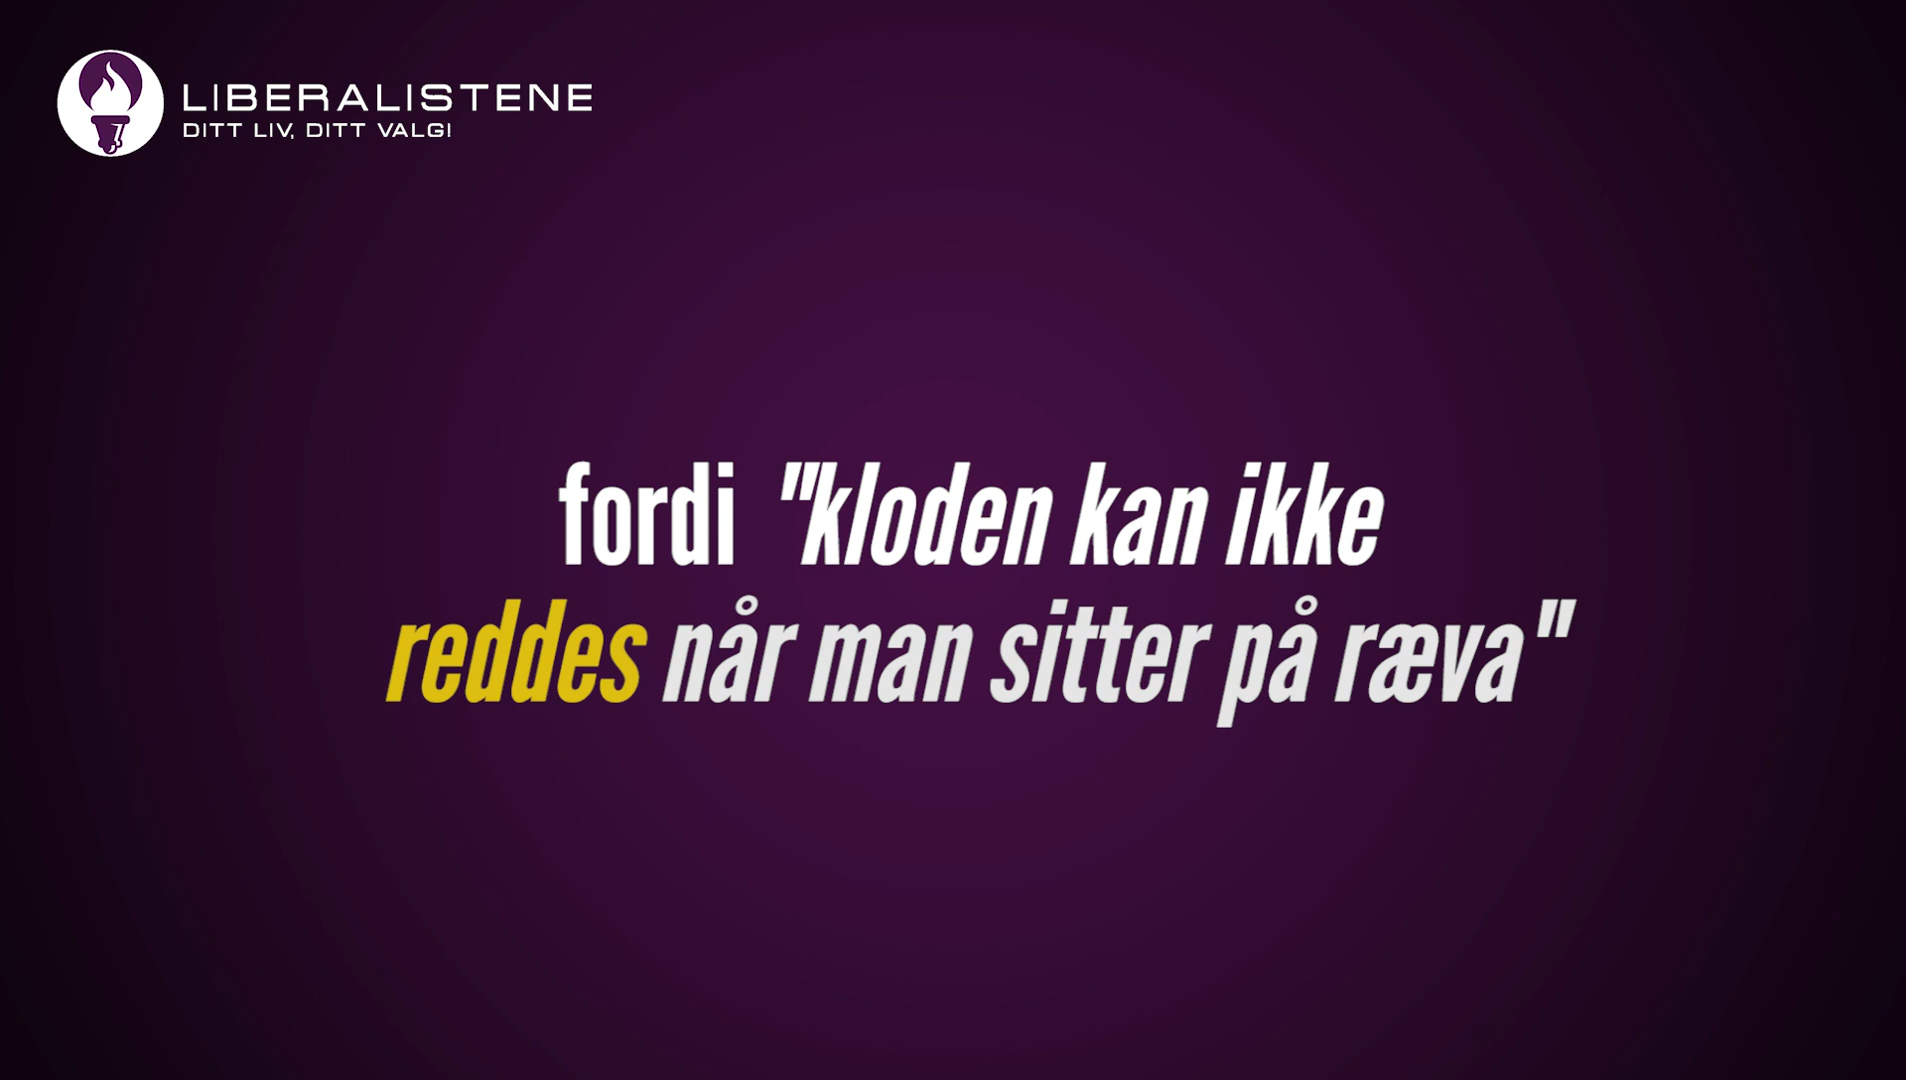 LIBERALISTENE
DITT LIV, DITT VALG!
fordi "kloden kan ikke
reddes når man sitter på ræva"